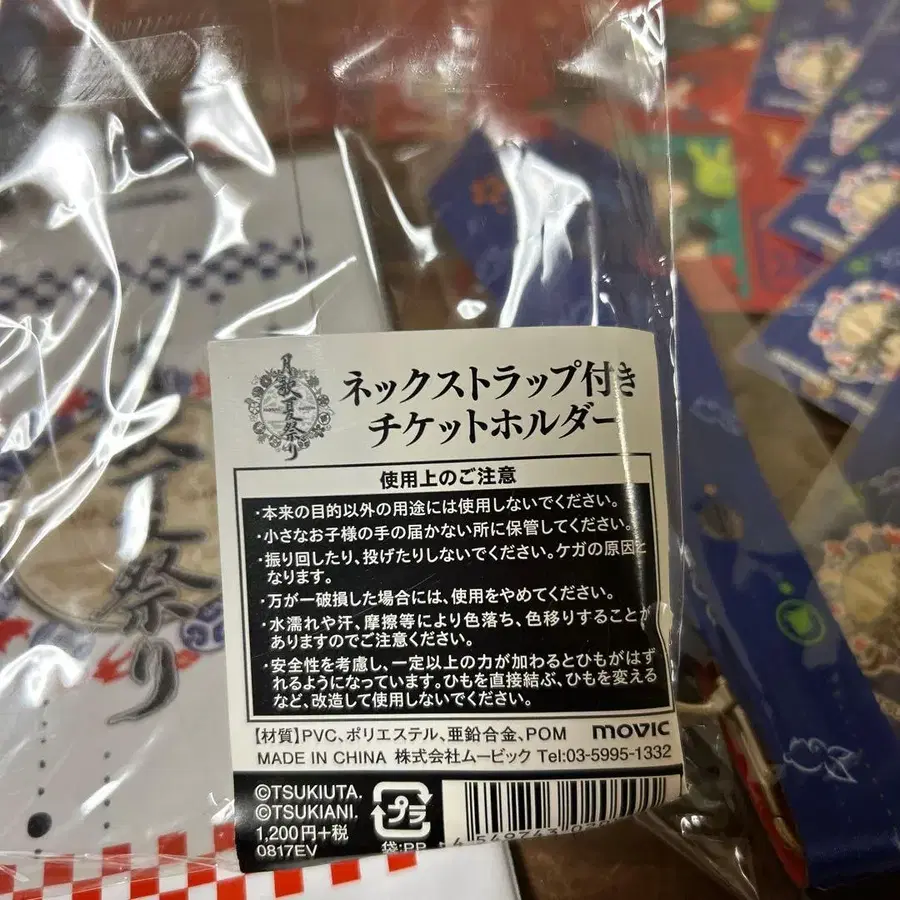 月歌夏祭り
ネックストラップ付き
チケットホルダー
使用上のご注意
・本来の目的以外の用途には使用しないでください。
・小さなお子様の手の届かない所に保管してください。
・振り回したり、投げたりしないでください。ケガの原因と
なります。
・万が一破損した場合には、使用をやめてください。
・水濡れや汗、摩擦等により色落ち、色移りすることが
ありますのでご注意ください。
・安全性を考慮し、一定以上の力が加わるとひもがはず
れるようになっています。ひもを直接結ぶ、ひもを変える
など、改造して使用しないでください。
【材質】PVC、ポリエステル、亜鉛合金、POM
movic
MADE IN CHINA 株式会社ムービック Tel:03-5995-1332
©TSUKIUTA.
©TSUKIANI.
1,200円+税
0817EV
プラ
袋:PP
4 549743
夏祭り